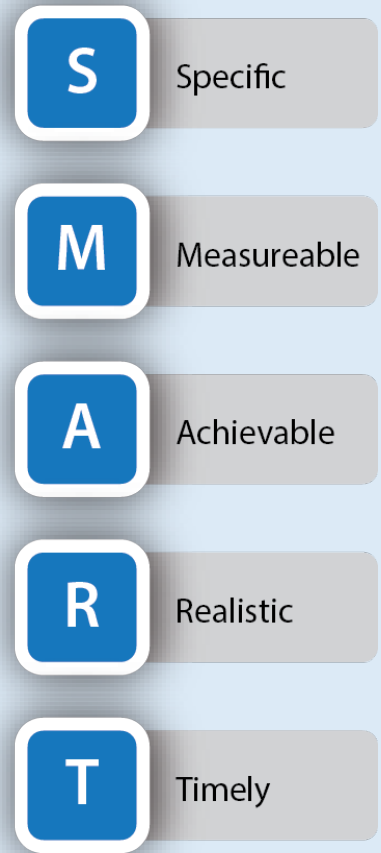 S Specific
M Measureable
A Achievable
R Realistic
T Timely